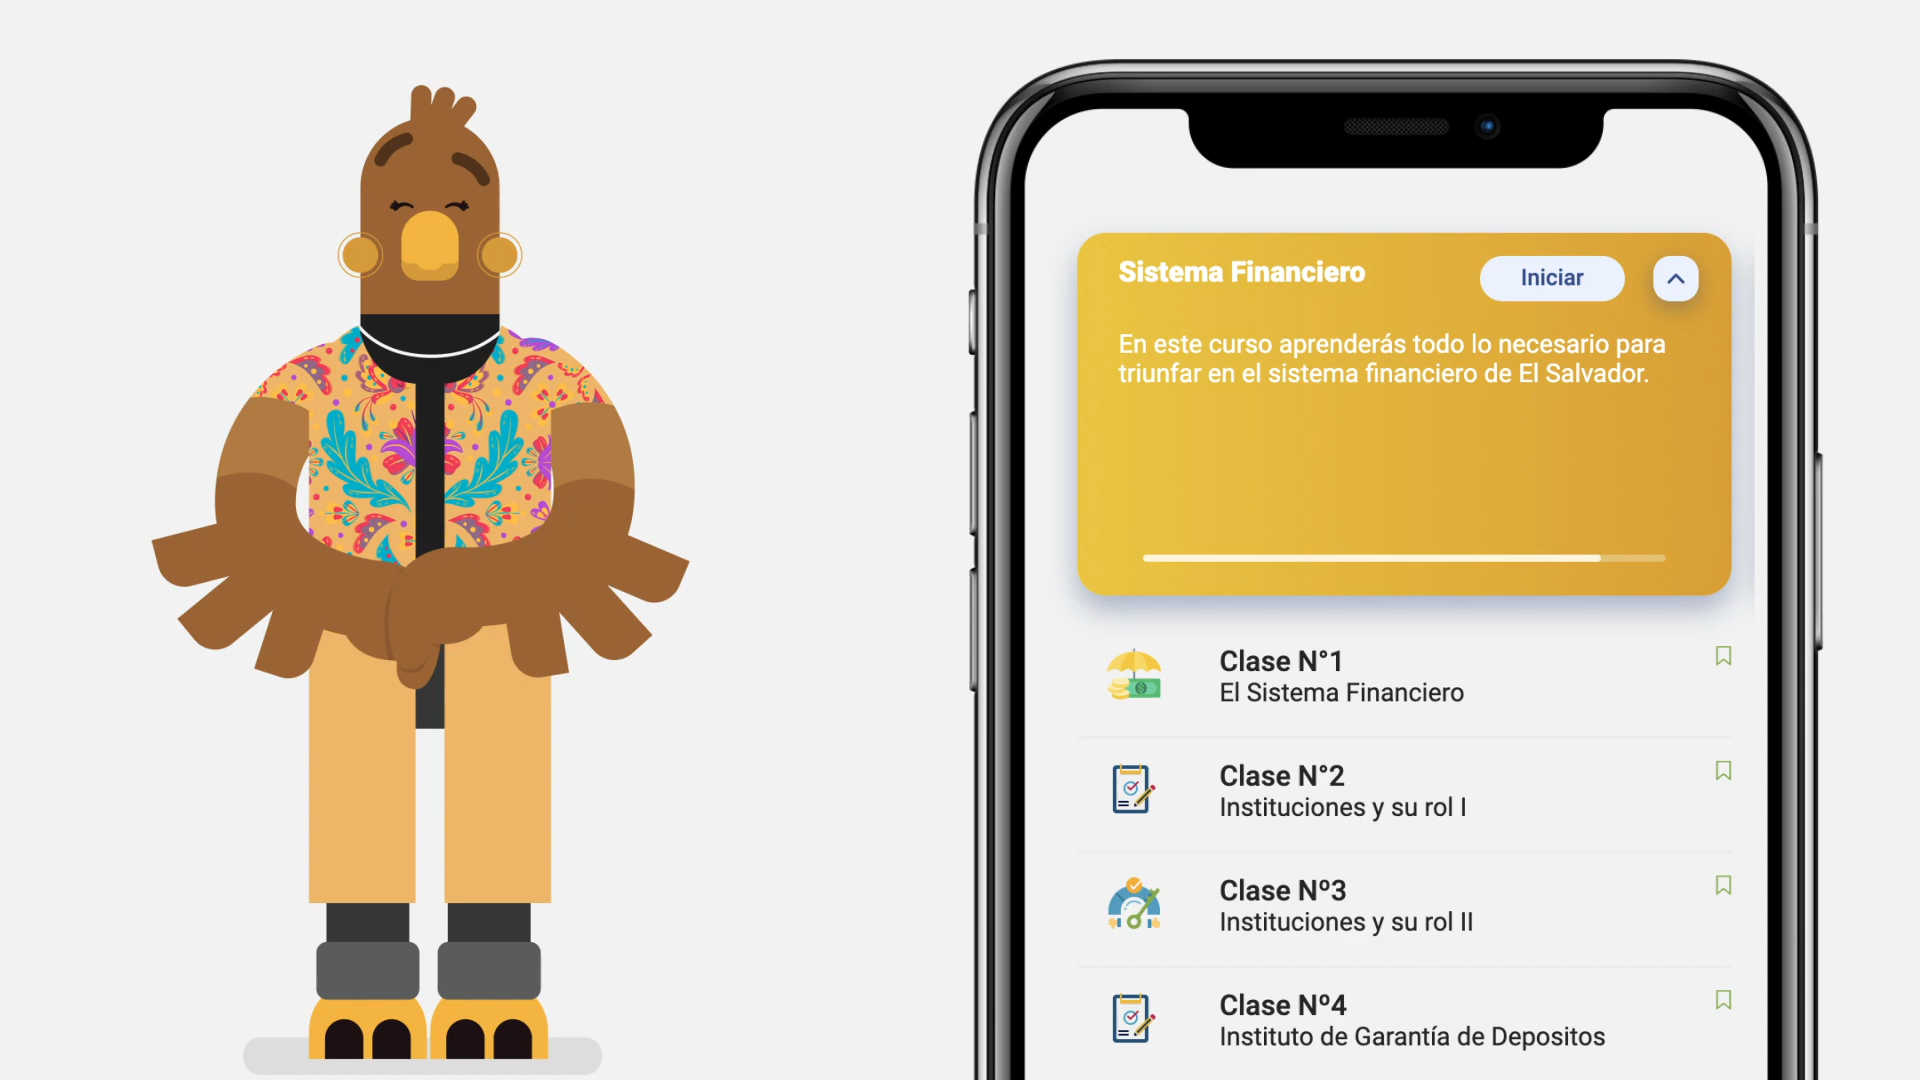 Sistema Financiero
Iniciar
En este curso aprenderás todo lo necesario para
triunfar en el sistema financiero de El Salvador.
Clase N°1
El Sistema Financiero
Clase N°2
Instituciones y su rol I
Clase Nº3
Instituciones y su rol II
Clase Nº4
Instituto de Garantía de Depositos